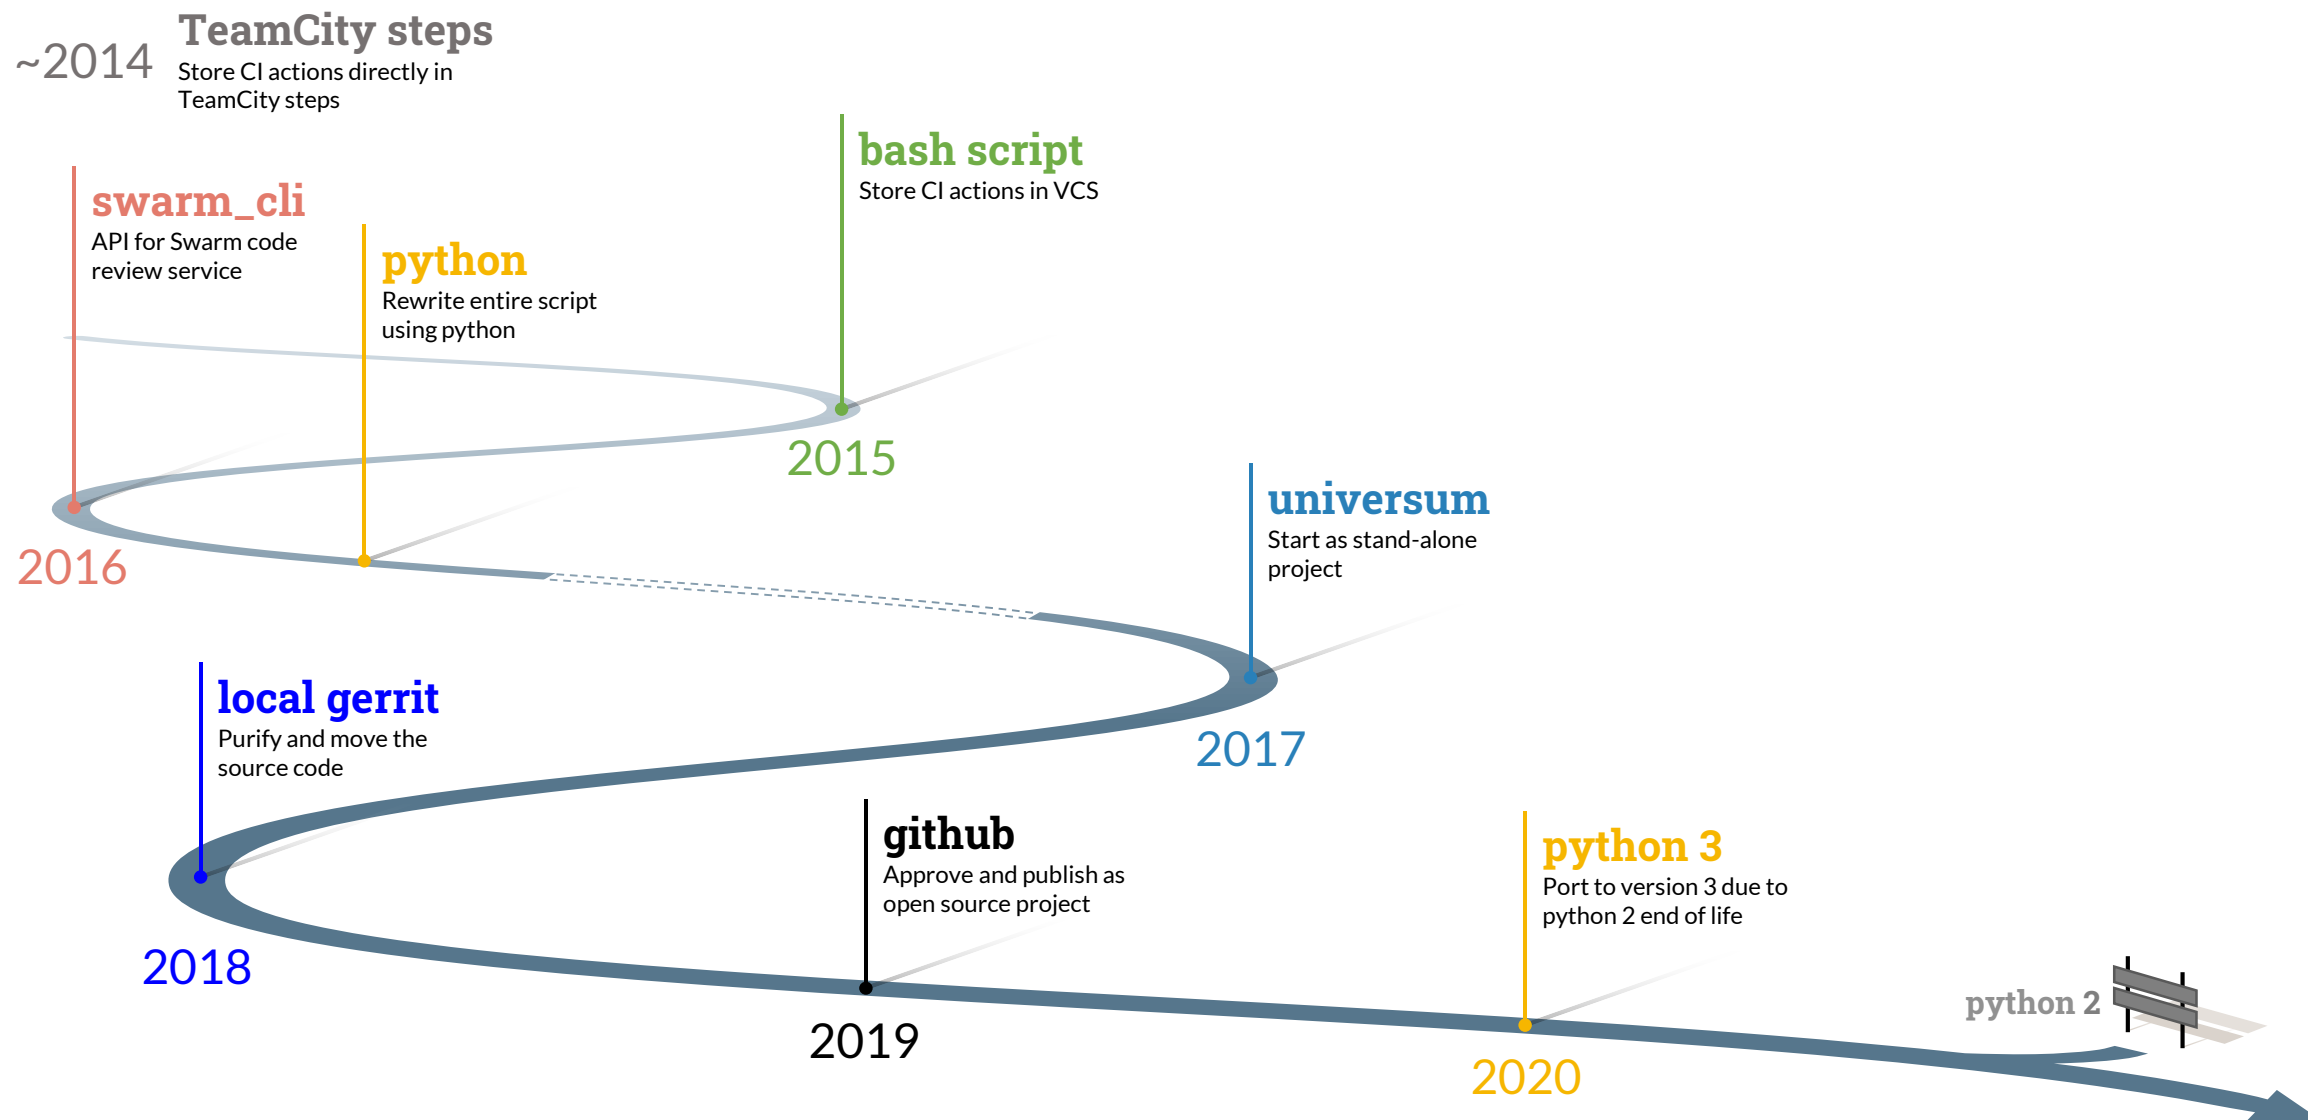 TeamCity steps
~2014
Store CI actions directly in
TeamCity steps
bash script
Store CI actions in VCS
2015
swarm_cli
API for Swarm code
review service
2016
python
Rewrite entire script
using python
universum
Start as stand-alone
project
2017
local gerrit
Purify and move the
source code
2018
github
Approve and publish as
open source project
2019
python 3
Port to version 3 due to
python 2 end of life
2020
python 2